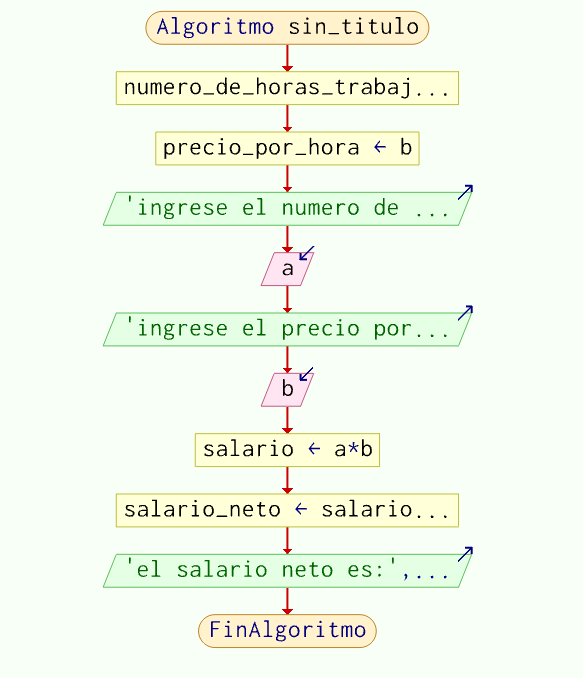 Algoritmo sin_titulo
numero_de_horas_trabaj...
precio_por_hora ← b
'ingrese el numero de ...
a
'ingrese el precio por...
b
salario ← a*b
salario_neto ← salario...
'el salario neto es:',...
FinAlgoritmo